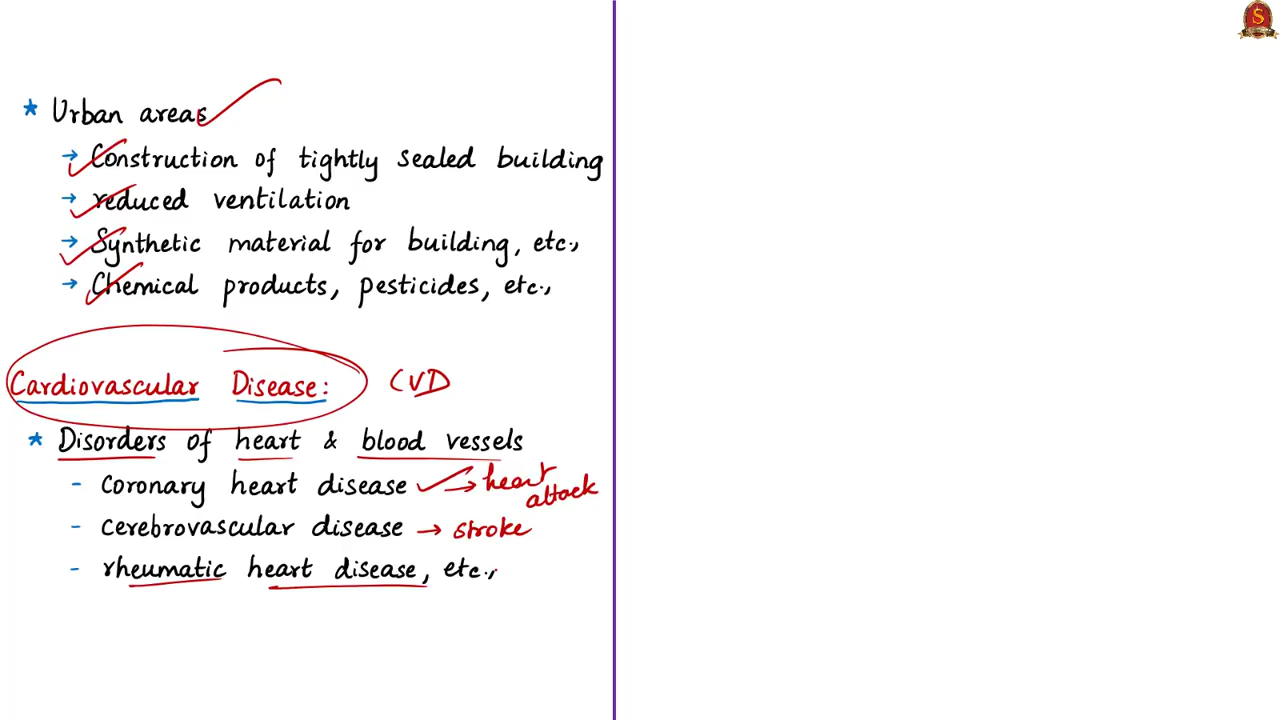 * Urban areas
→ Construction of tightly sealed building
→ reduced ventilation
→ Synthetic material for building, etc.,
→ Chemical products, pesticides, etc.,
Cardiovascular Disease: CVD
* Disorders of heart & blood vessels
- coronary heart disease → heart attack
- cerebrovascular disease → stroke
- rheumatic heart disease, etc.,
S